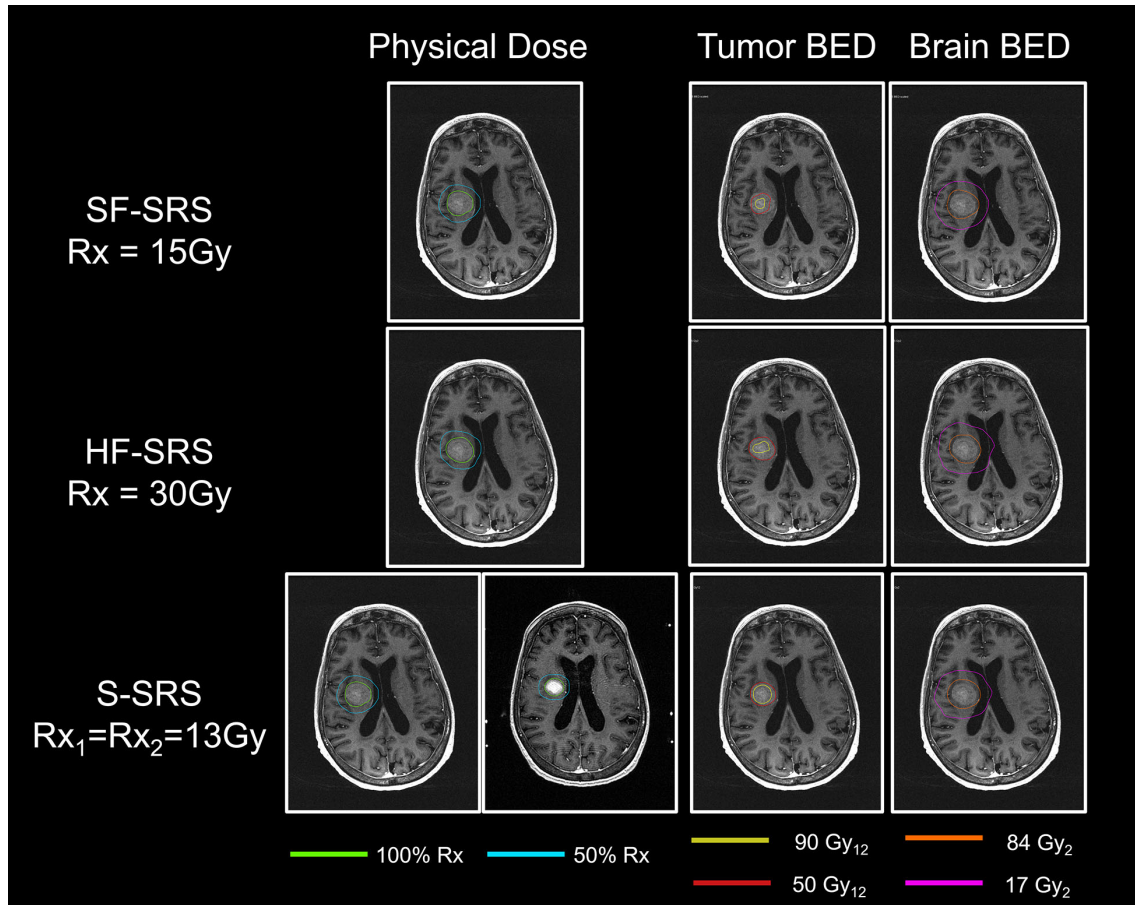 Physical Dose
Tumor BED
Brain BED
SF-SRS
Rx = 15Gy
HF-SRS
Rx = 30Gy
S-SRS
Rx₁=Rx₂=13Gy
100% Rx
50% Rx
90 Gy₁₂
84 Gy₂
50 Gy₁₂
17 Gy₂